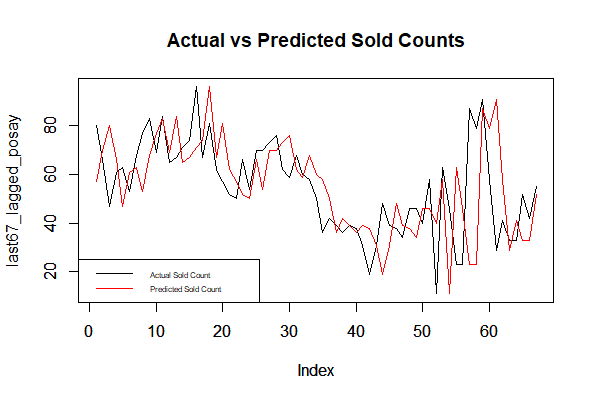 Actual vs Predicted Sold Counts
last67_lagged_posay
80
60
40
20
Actual Sold Count
Predicted Sold Count
0 10 20 30 40 50 60
Index